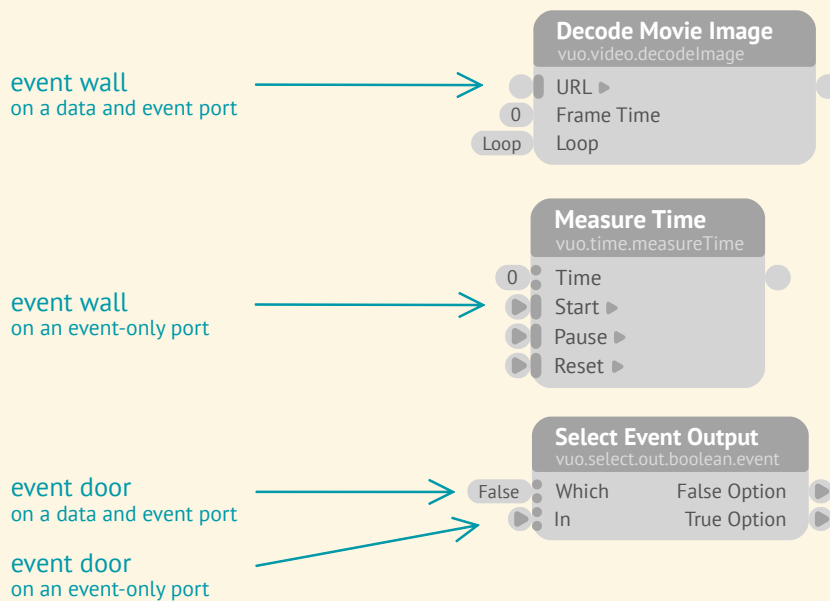 Decode Movie Image
vuo.video.decodeImage
event wall
on a data and event port
URL
0 Frame Time
Loop Loop
Measure Time
vuo.time.measureTime
0 Time
event wall
on an event-only port
Start
Pause
Reset
Select Event Output
vuo.select.out.boolean.event
event door
on a data and event port
False Which False Option
In True Option
event door
on an event-only port